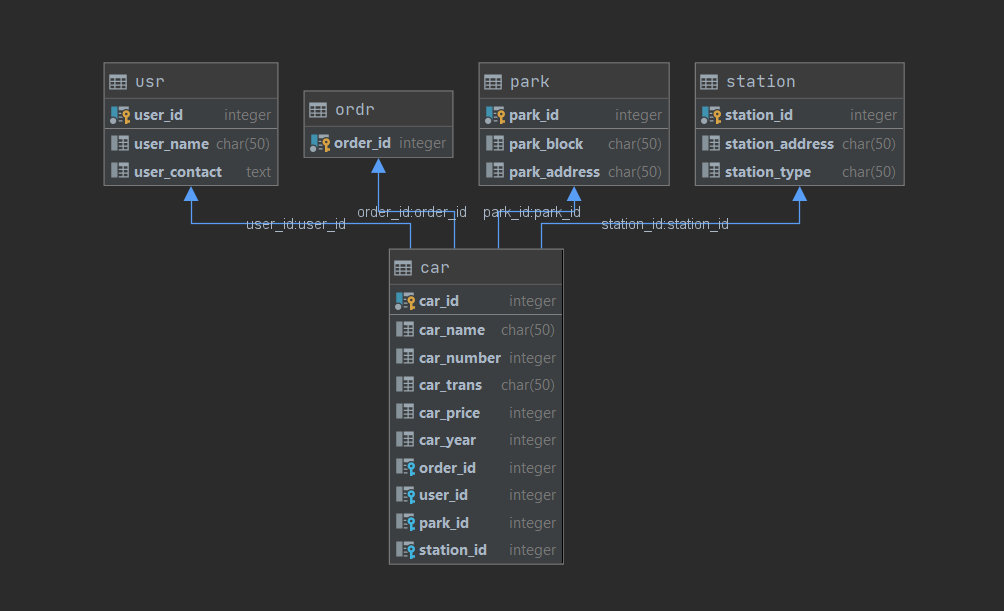 usr
user_id integer
user_name char(50)
user_contact text
ordr
order_id integer
park
park_id integer
park_block char(50)
park_address char(50)
station
station_id integer
station_address char(50)
station_type char(50)
user_id:user_id
order_id:order_id
park_id:park_id
station_id:station_id
car
car_id integer
car_name char(50)
car_number integer
car_trans char(50)
car_price integer
car_year integer
order_id integer
user_id integer
park_id integer
station_id integer